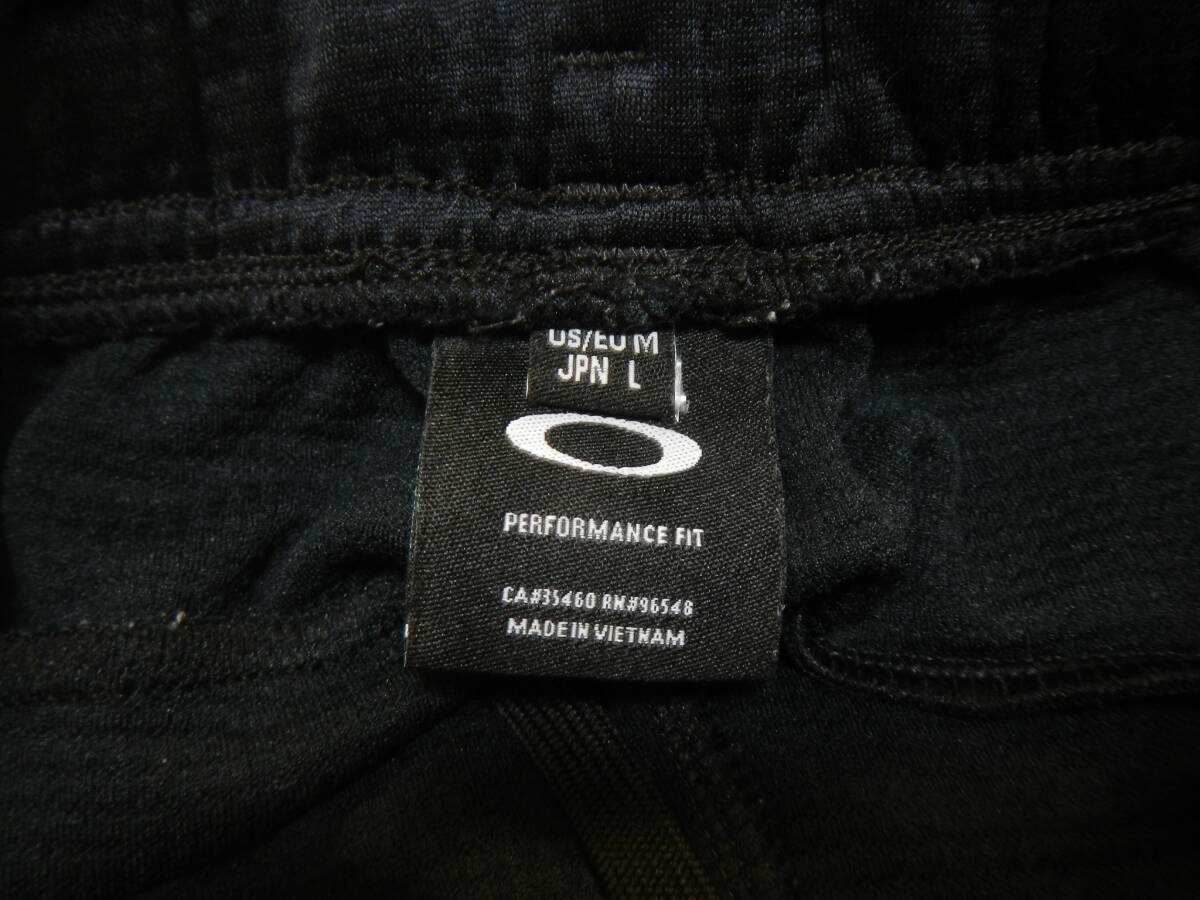 US/EU M
JPN L
PERFORMANCE FIT
CA#35460 RN#96548
MADE IN VIETNAM